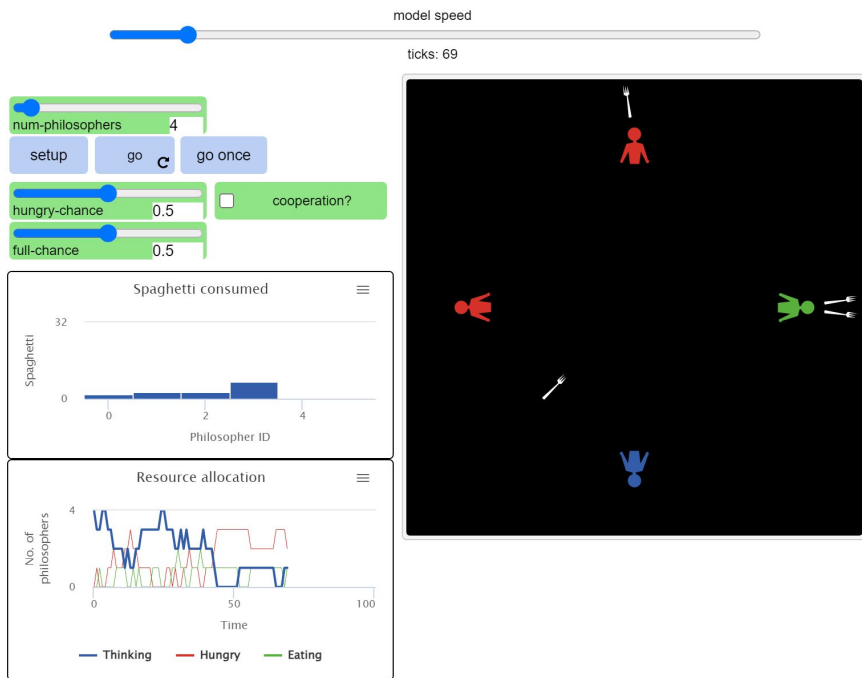 model speed
ticks: 69
num-philosophers 4
setup go go once
hungry-chance 0.5
cooperation?
full-chance 0.5
Spaghetti consumed
32
Spaghetti
0
0 2 4
Philosopher ID
Resource allocation
4
No. of
philosophers
0
0 50 100
Time
Thinking Hungry Eating